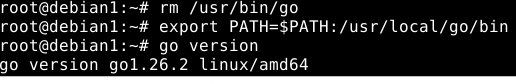 root@debian1:~# rm /usr/bin/go
root@debian1:~# export PATH=$PATH:/usr/local/go/bin
root@debian1:~# go version
go version go1.26.2 linux/amd64